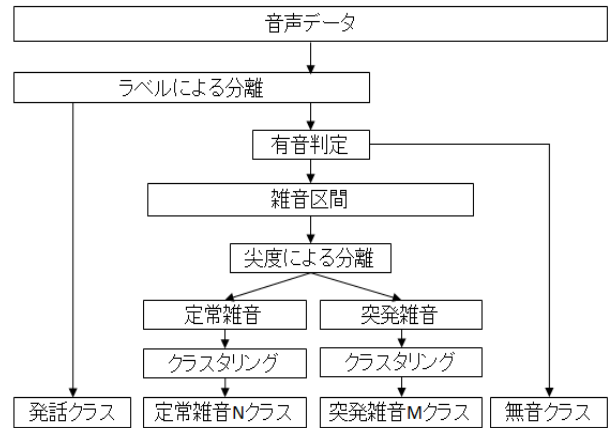 音声データ
ラベルによる分離
有音判定
雑音区間
尖度による分離
定常雑音
突発雑音
クラスタリング
クラスタリング
発話クラス
定常雑音Nクラス
突発雑音Mクラス
無音クラス